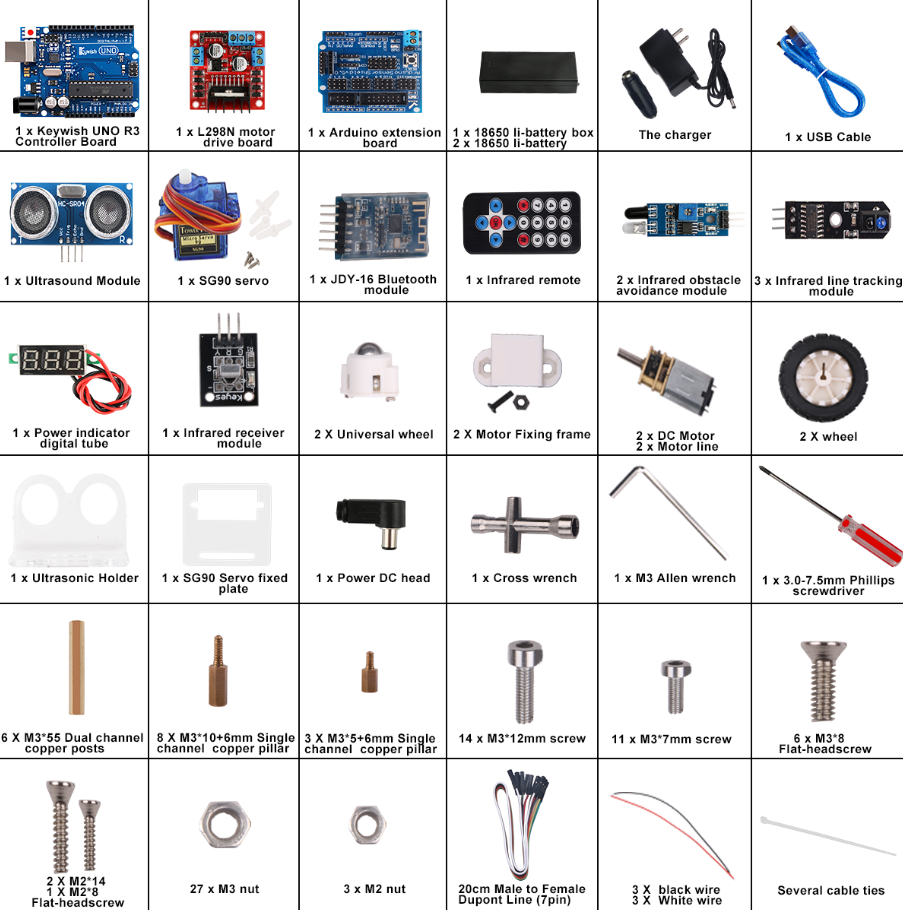 Keywish UNO
1 x Keywish UNO R3
Controller Board
1 x L298N motor
drive board
1 x Arduino extension
board
1 x 18650 li-battery box
2 x 18650 li-battery
The charger
1 x USB Cable
HC-SR04
T
R
1 x Ultrasound Module
Micro Servo
SG90
1 x SG90 servo
1 x JDY-16 Bluetooth
module
1 x Infrared remote
2 x Infrared obstacle
avoidance module
3 x Infrared line tracking
module
1 x Power indicator
digital tube
G
R
Y
S
Keyes
1 x Infrared receiver
module
2 X Universal wheel
2 X Motor Fixing frame
2 x DC Motor
2 x Motor line
2 X wheel
1 x Ultrasonic Holder
1 x SG90 Servo fixed
plate
1 x Power DC head
1 x Cross wrench
1 x M3 Allen wrench
1 x 3.0-7.5mm Phillips
screwdriver
6 X M3*55 Dual channel
copper posts
8 X M3*10+6mm Single
channel copper pillar
3 X M3*5+6mm Single
channel copper pillar
14 x M3*12mm screw
11 x M3*7mm screw
6 x M3*8
Flat-headscrew
2 X M2*14
1 X M2*8
Flat-headscrew
27 x M3 nut
3 x M2 nut
20cm Male to Female
Dupont Line (7pin)
3 X black wire
3 X White wire
Several cable ties